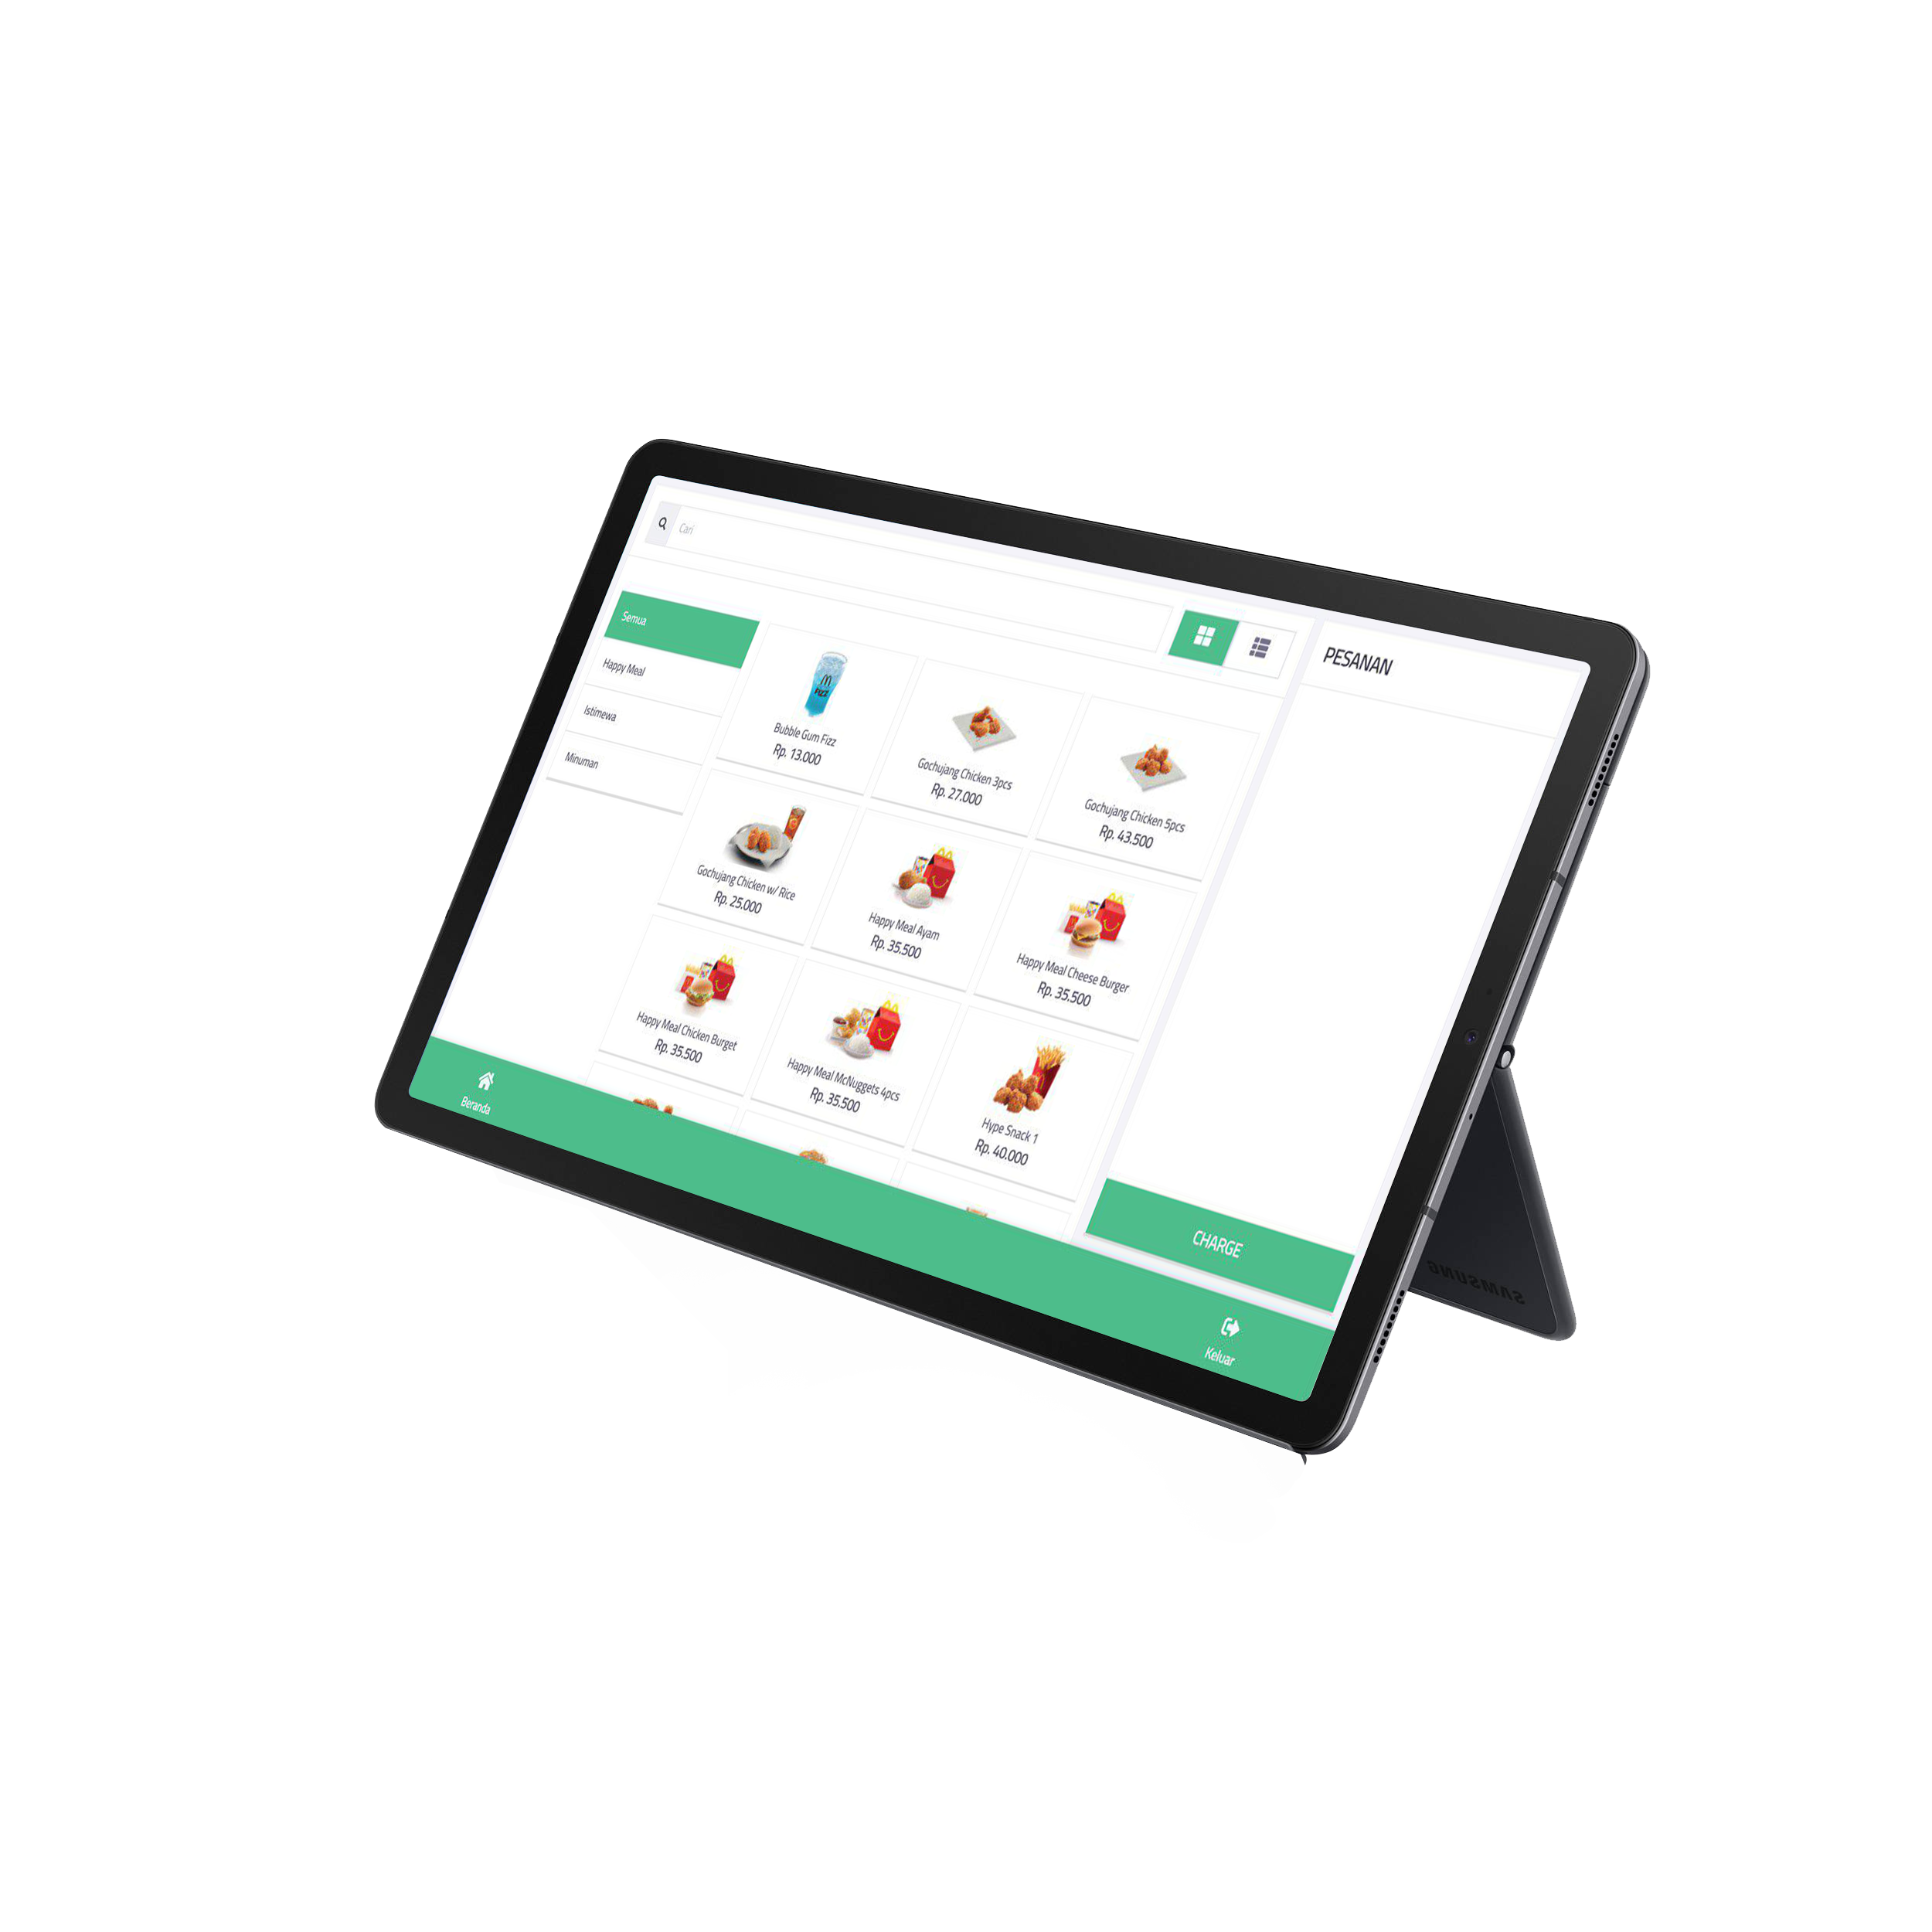 Cari
PESANAN
Semua
Happy Meal
Istimewa
Minuman
FIZZ
Bubble Gum Fizz
Rp. 13.000
Gochujang Chicken 3pcs
Rp. 27.000
Gochujang Chicken 5pcs
Rp. 43.500
Gochujang Chicken w/ Rice
Rp. 25.000
Happy Meal Ayam
Rp. 35.500
Happy Meal Cheese Burger
Rp. 35.500
Happy Meal Chicken Burget
Rp. 35.500
Happy Meal McNuggets 4pcs
Rp. 35.500
Hype Snack 1
Rp. 40.000
CHARGE
Beranda
Keluar
SAMSUNG